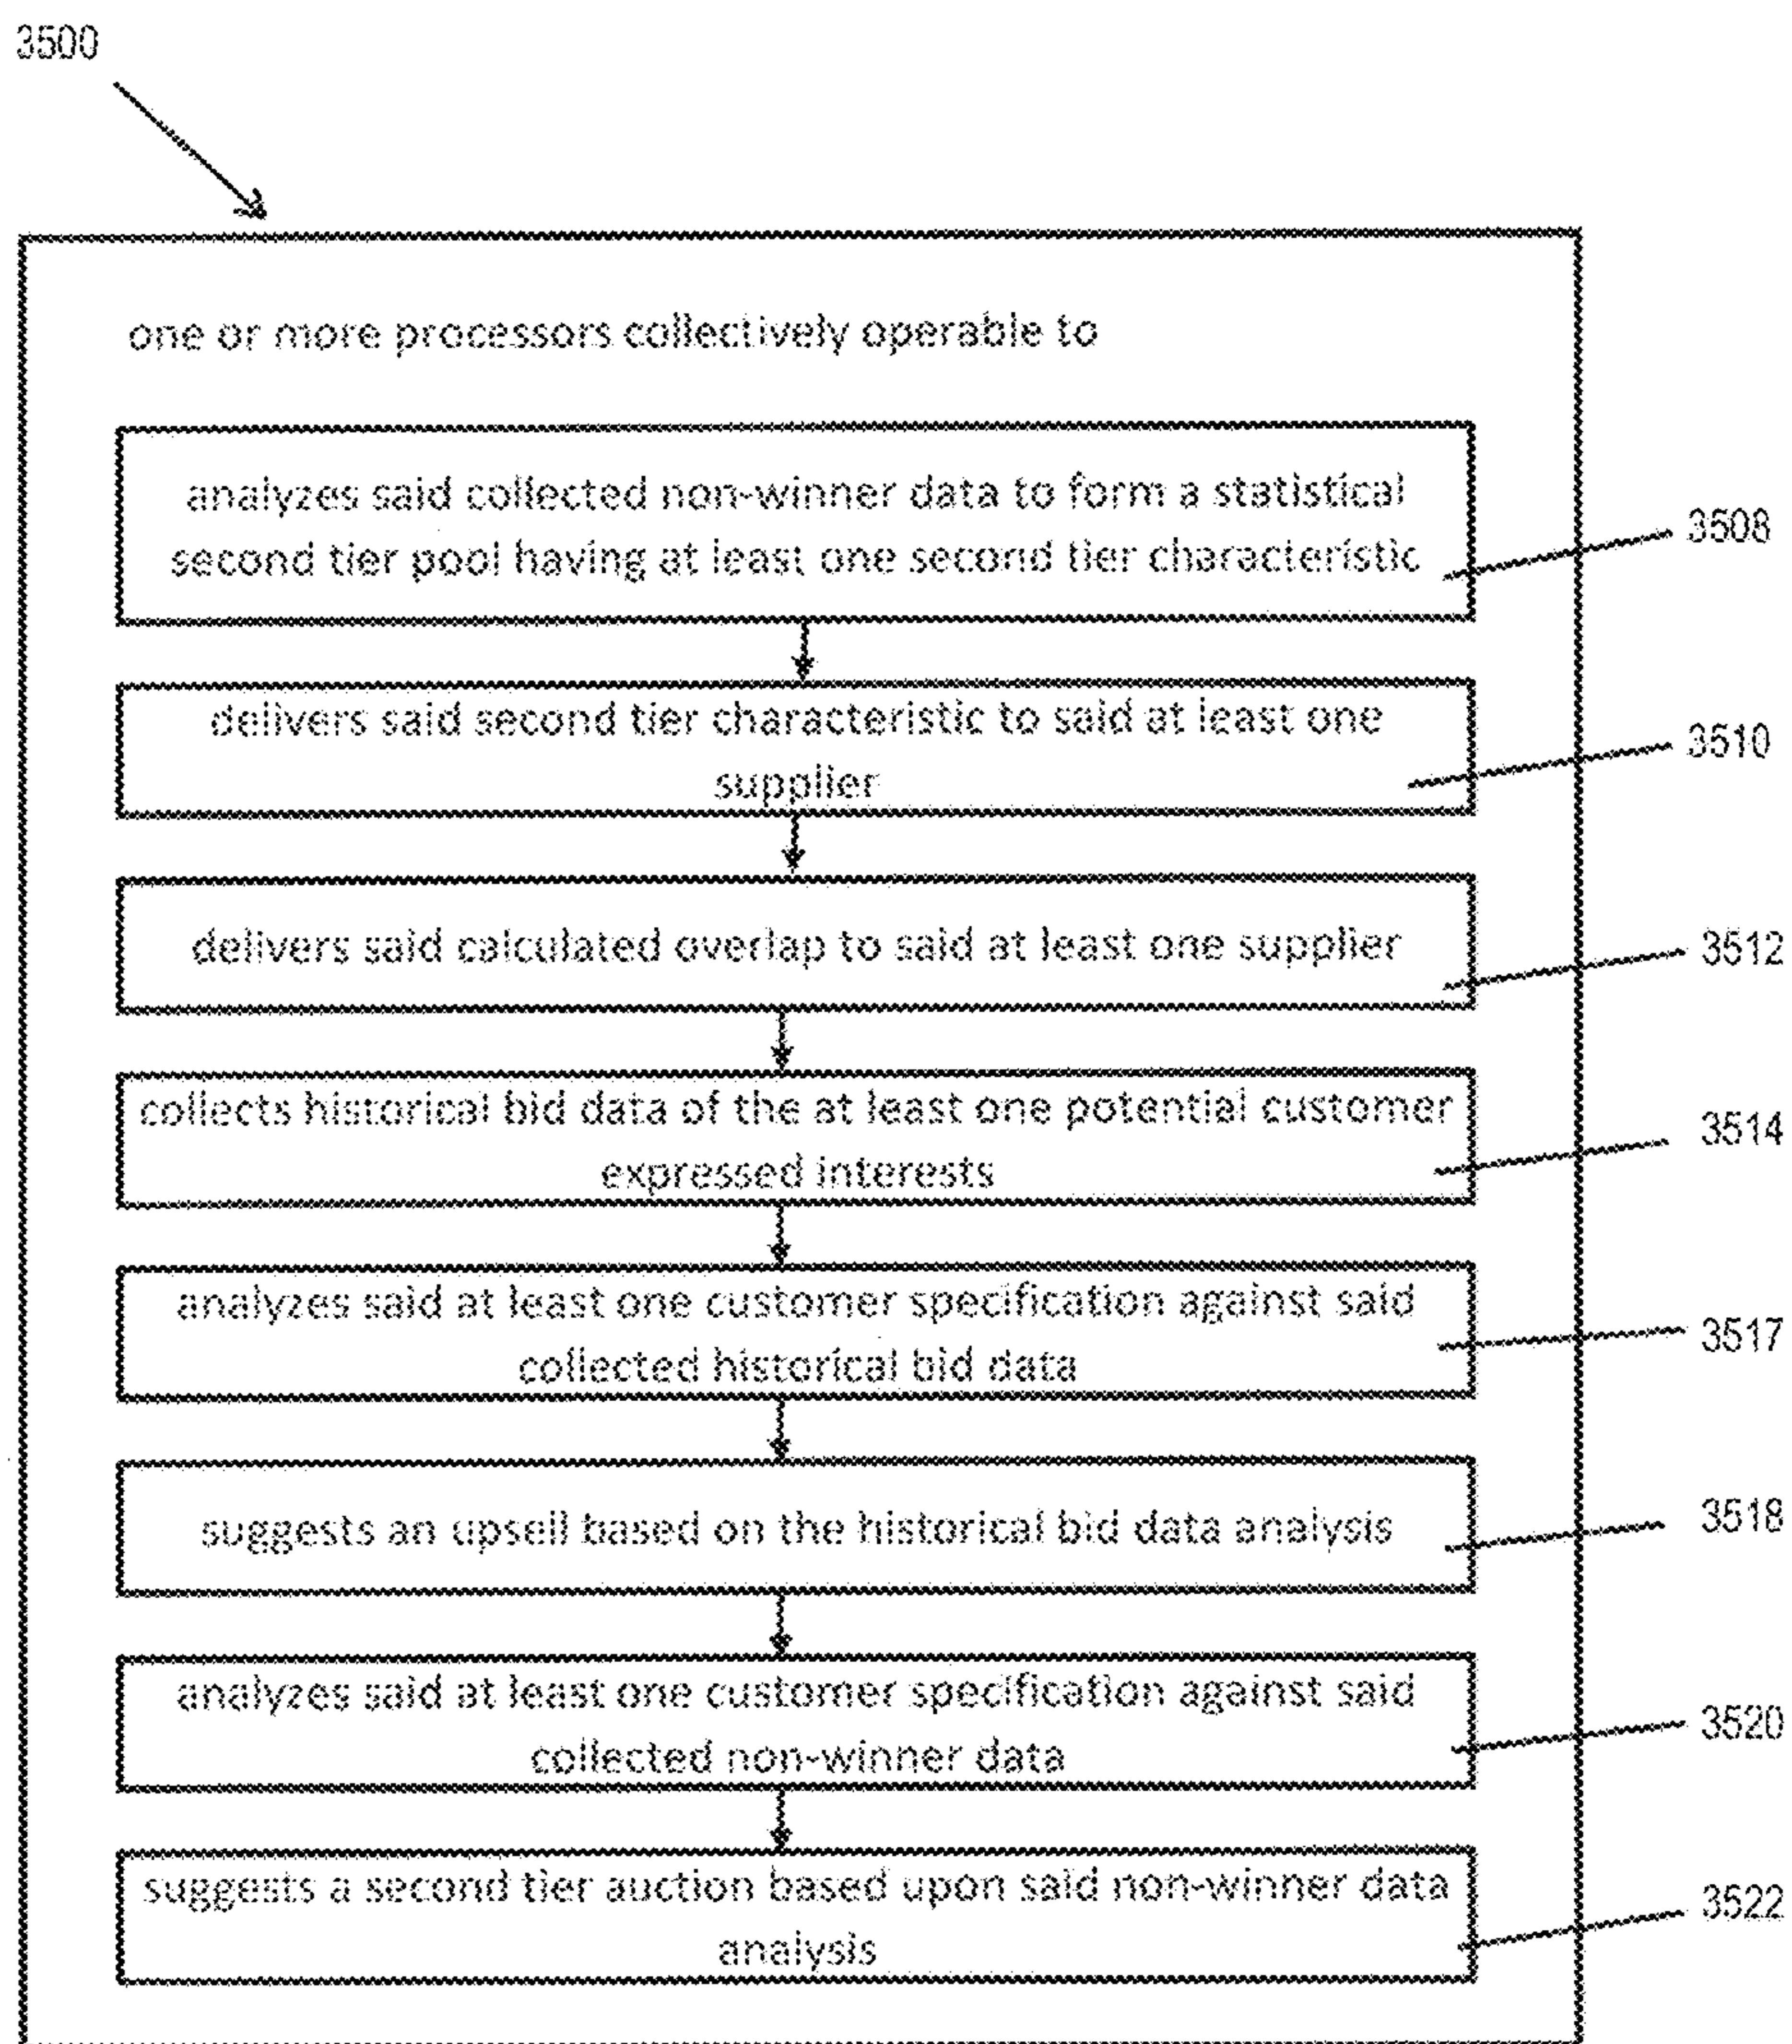 3500
one or more processors collectively operable to
analyzes said collected non-winner data to form a statistical
second tier pool having at least one second tier characteristic
3508
delivers said second tier characteristic to said at least one
supplier
3510
delivers said calculated overlap to said at least one supplier
3512
collects historical bid data of the at least one potential customer
expressed interests
3514
analyzes said at least one customer specification against said
collected historical bid data
3517
suggests an upsell based on the historical bid data analysis
3518
analyzes said at least one customer specification against said
collected non-winner data
3520
suggests a second tier auction based upon said non-winner data
analysis
3522